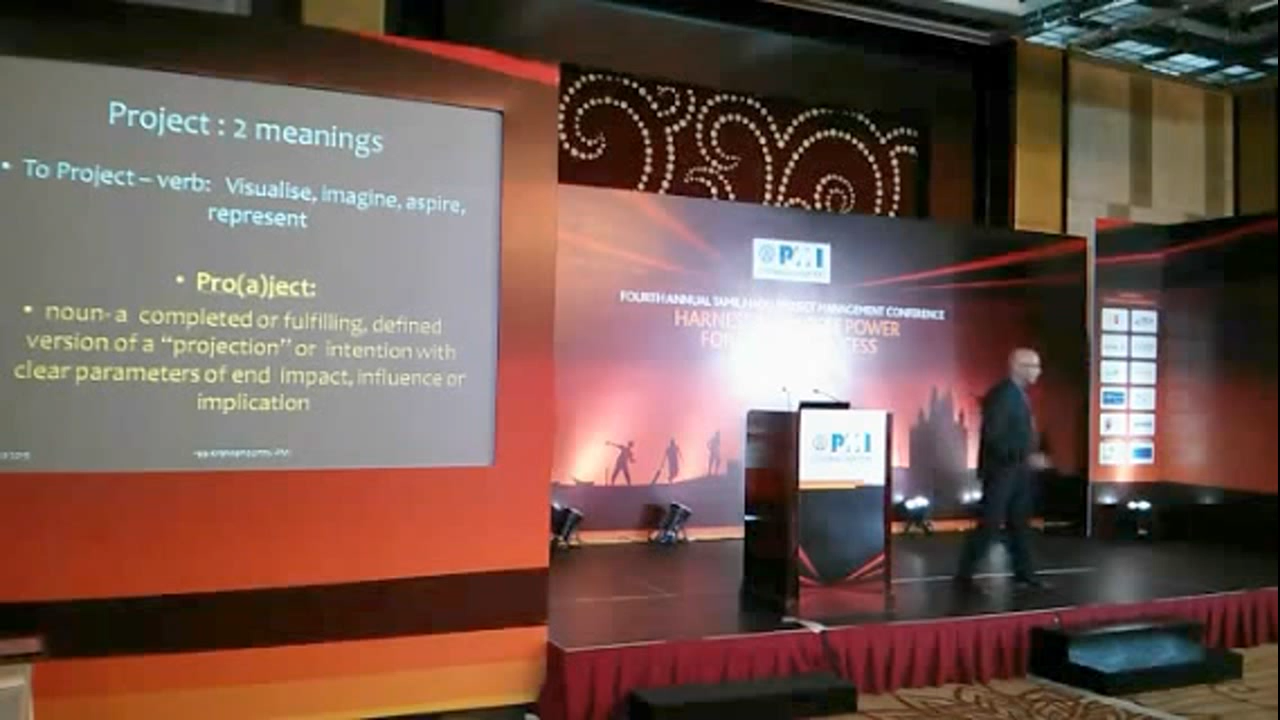 Project : 2 meanings
• To Project – verb: Visualise, imagine, aspire,
represent
• Pro(a)ject:
• noun- a completed or fulfilling, defined
version of a "projection" or intention with
clear parameters of end impact, influence or
implication
PMI
FOURTH ANNUAL TAMIL NADU PROJECT MANAGEMENT CONFERENCE
POWER
PMI